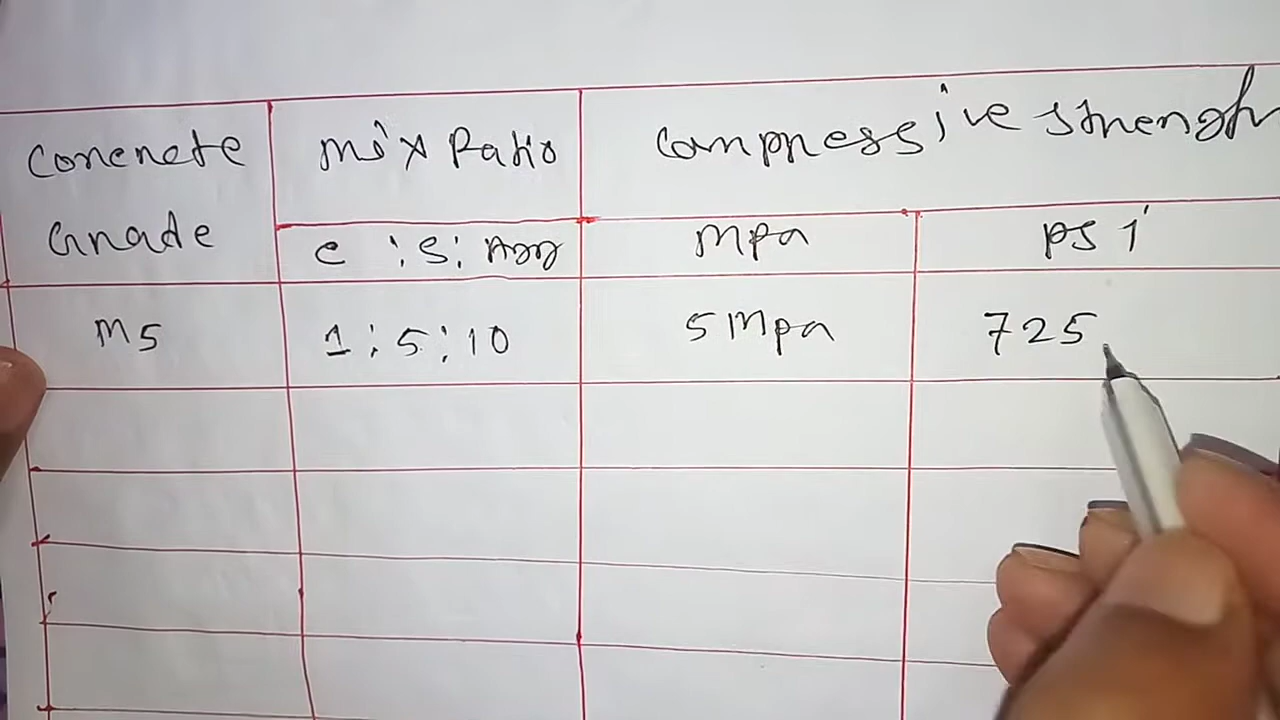 Concrete Grade
mix Ratio
Compressive strength
C : S : Agg
Mpa
PSi
M5
1 : 5 : 10
5 Mpa
725